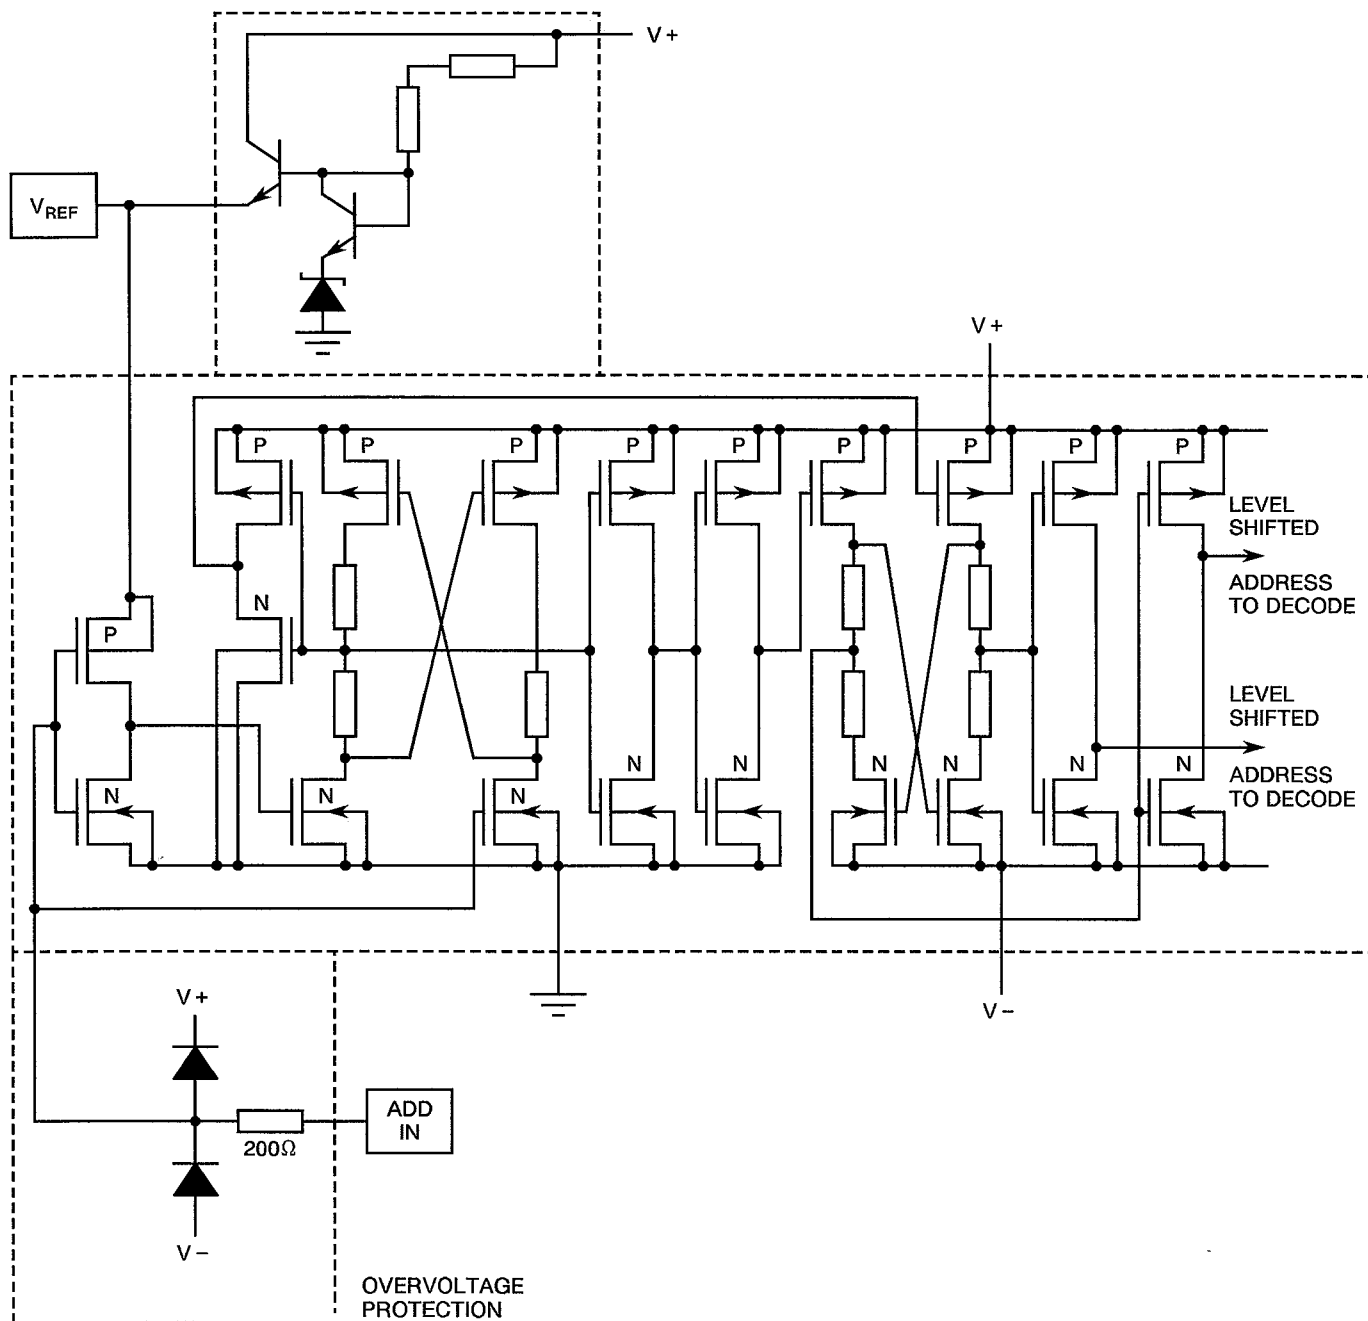 V+
VREF
V+
P
P
P
P
P
P
P
P
P
LEVEL
SHIFTED
ADDRESS
TO DECODE
N
P
LEVEL
SHIFTED
ADDRESS
TO DECODE
N
N
N
N
N
N
N
N
N
N
V+
V-
ADD
IN
200Ω
V-
OVERVOLTAGE
PROTECTION